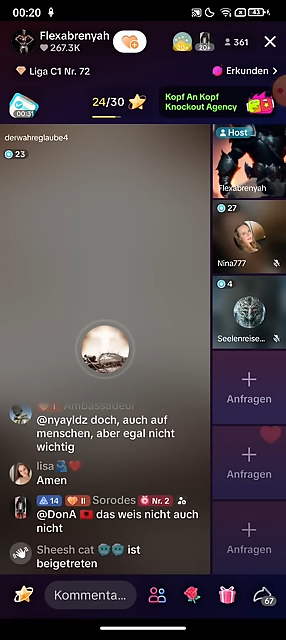 00:20
43
Flexabrenyah
267.3K
20+
361
Liga C1 Nr. 72
Erkunden >
00:31
24/30
Kopf An Kopf
Knockout Agency
derwahreglaube4
23
Host
Flexabrenyah
27
Nina777
4
Seelenreise...
Anfragen
Anfragen
Anfragen
I Ambassadeur
@nyayldz doch, auch auf
menschen, aber egal nicht
wichtig
lisa
Amen
14 II Sorodes Nr. 2
@DonA das weis nicht auch
nicht
Sheesh cat ist
beigetreten
Kommenta...
67